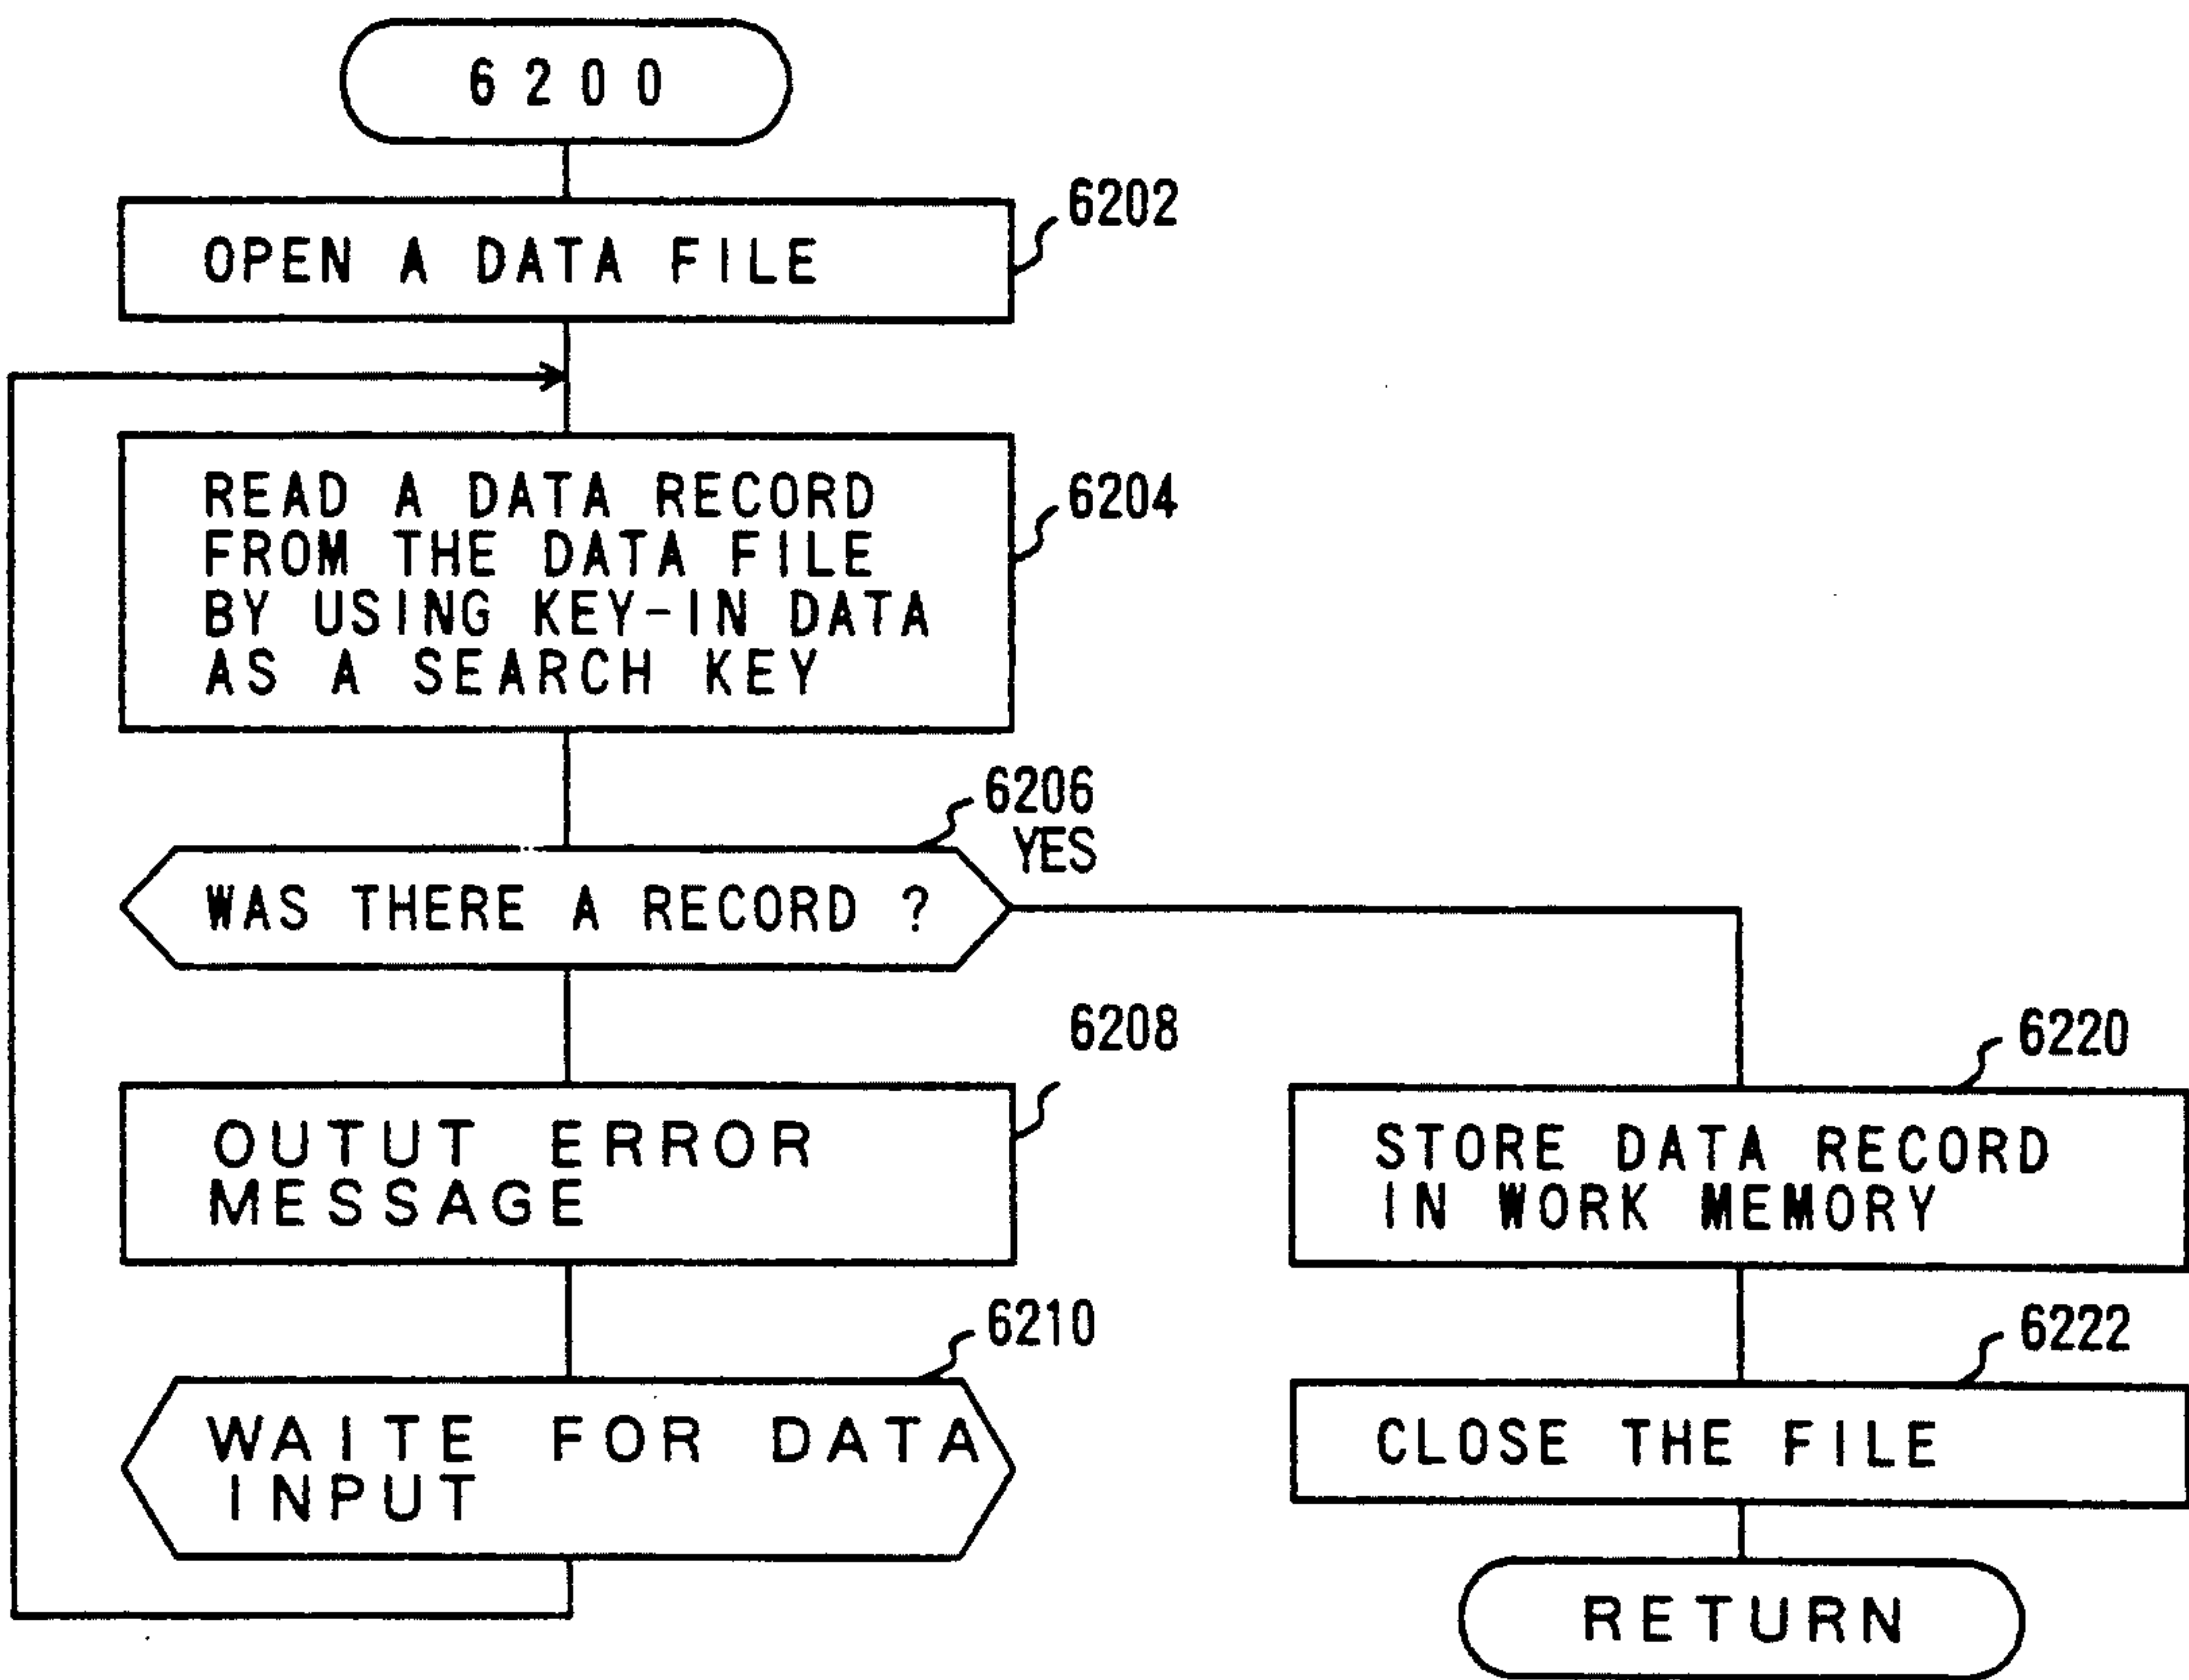 6200
6202
OPEN A DATA FILE
6204
READ A DATA RECORD
FROM THE DATA FILE
BY USING KEY-IN DATA
AS A SEARCH KEY
6206
YES
WAS THERE A RECORD ?
6208
OUTUT ERROR
MESSAGE
6210
WAITE FOR DATA
INPUT
6220
STORE DATA RECORD
IN WORK MEMORY
6222
CLOSE THE FILE
RETURN